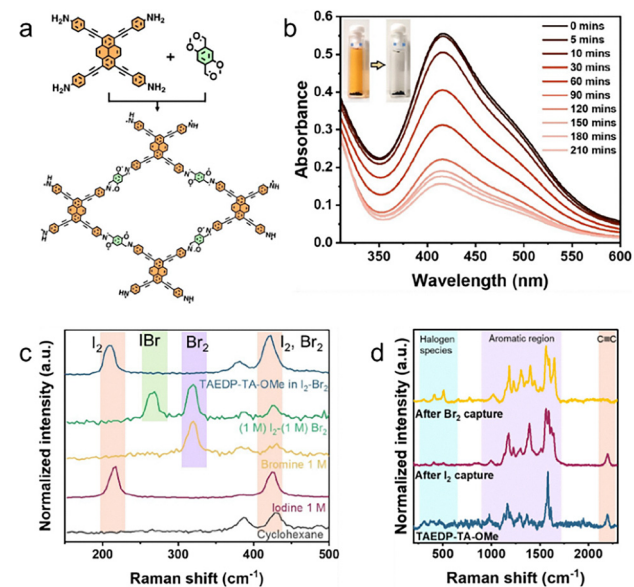 a
H₂N
NH₂
O
O
+
H₂N
NH₂
O
O
b
Absorbance
0.6
0.5
0.4
0.3
0.2
0.1
0.0
350
400
450
500
550
600
Wavelength (nm)
0 mins
5 mins
10 mins
30 mins
60 mins
90 mins
120 mins
150 mins
180 mins
210 mins
c
Normalized intensity (a.u.)
I₂
IBr
Br₂
I₂, Br₂
TAEDP-TA-OMe in I₂-Br₂
(1 M) I₂-(1 M) Br₂
Bromine 1 M
Iodine 1 M
Cyclohexane
200
300
400
500
Raman shift (cm⁻¹)
d
Normalized intensity (a.u.)
Halogen
species
Aromatic region
C≡C
After Br₂ capture
After I₂ capture
TAEDP-TA-OMe
500
1000
1500
2000
Raman shift (cm⁻¹)